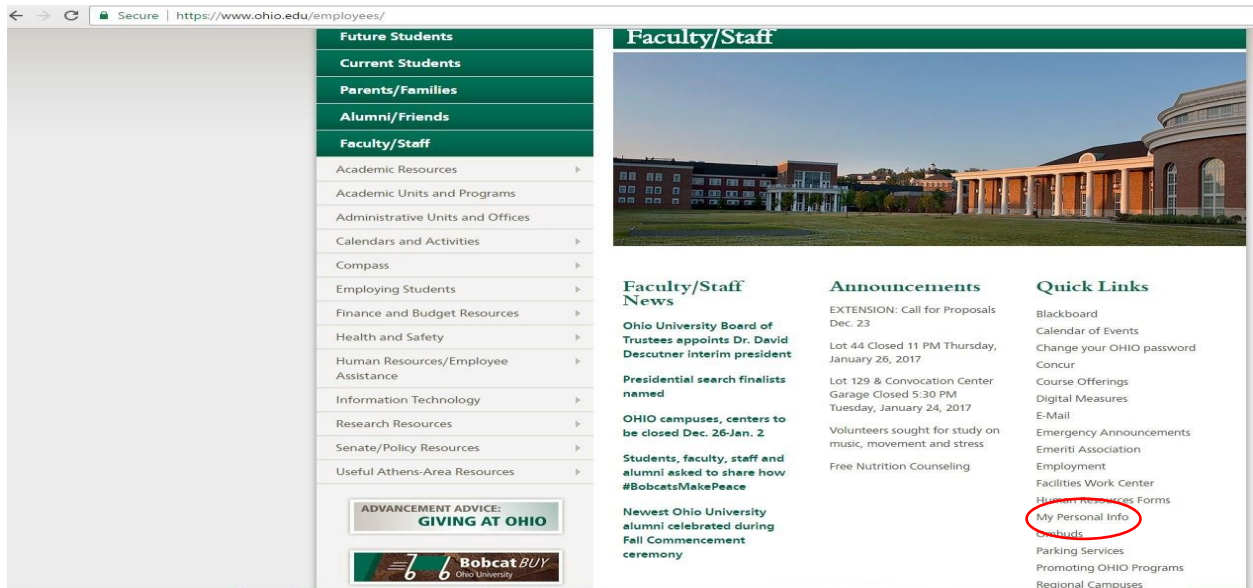 Secure | https://www.ohio.edu/employees/
Future Students
Current Students
Parents/Families
Alumni/Friends
Faculty/Staff
Academic Resources
Academic Units and Programs
Administrative Units and Offices
Calendars and Activities
Compass
Employing Students
Finance and Budget Resources
Health and Safety
Human Resources/Employee
Assistance
Information Technology
Research Resources
Senate/Policy Resources
Useful Athens-Area Resources
ADVANCEMENT ADVICE:
GIVING AT OHIO
Bobcat BUY
Ohio University
Faculty/Staff
Faculty/Staff
News
Ohio University Board of
Trustees appoints Dr. David
Descutner interim president
Presidential search finalists
named
OHIO campuses, centers to
be closed Dec. 26-Jan. 2
Students, faculty, staff and
alumni asked to share how
#BobcatsMakePeace
Newest Ohio University
alumni celebrated during
Fall Commencement
ceremony
Announcements
EXTENSION: Call for Proposals
Dec. 23
Lot 44 Closed 11 PM Thursday,
January 26, 2017
Lot 129 & Convocation Center
Garage Closed 5:30 PM
Tuesday, January 24, 2017
Volunteers sought for study on
music, movement and stress
Free Nutrition Counseling
Quick Links
Blackboard
Calendar of Events
Change your OHIO password
Concur
Course Offerings
Digital Measures
E-Mail
Emergency Announcements
Emeriti Association
Employment
Facilities Work Center
Human Resources Forms
My Personal Info
Ombuds
Parking Services
Promoting OHIO Programs
Regional Campuses